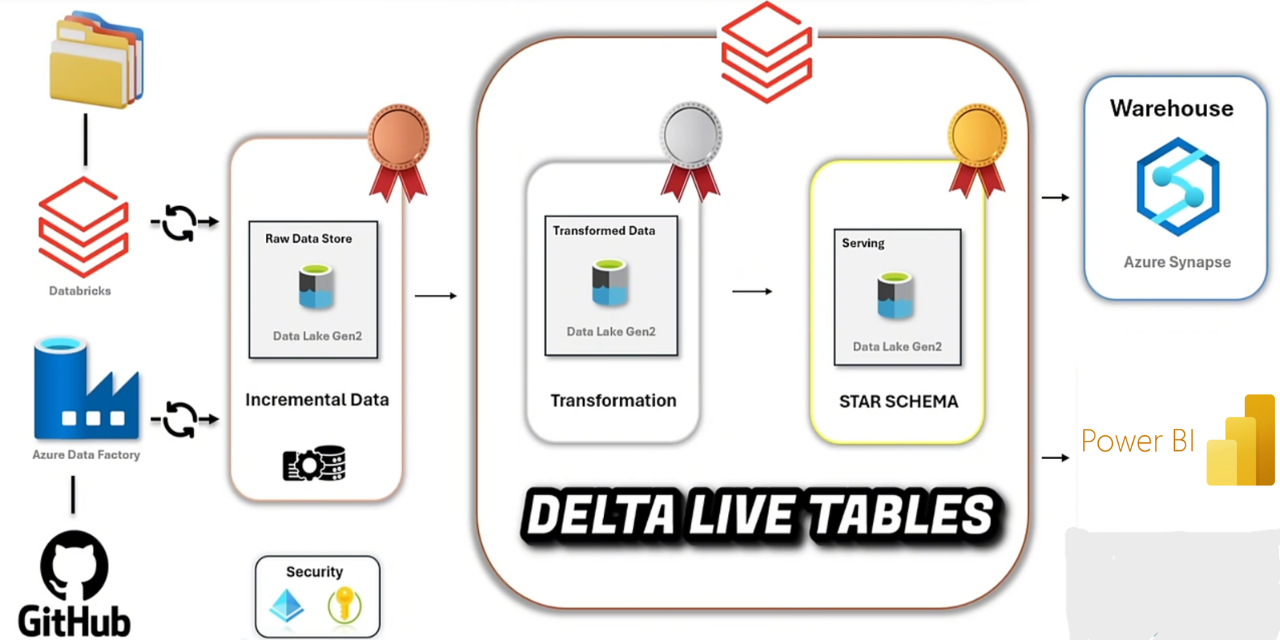 Databricks
Azure Data Factory
GitHub
Raw Data Store
Data Lake Gen2
Incremental Data
Security
Transformed Data
Data Lake Gen2
Transformation
Serving
Data Lake Gen2
STAR SCHEMA
DELTA LIVE TABLES
Warehouse
Azure Synapse
Power BI